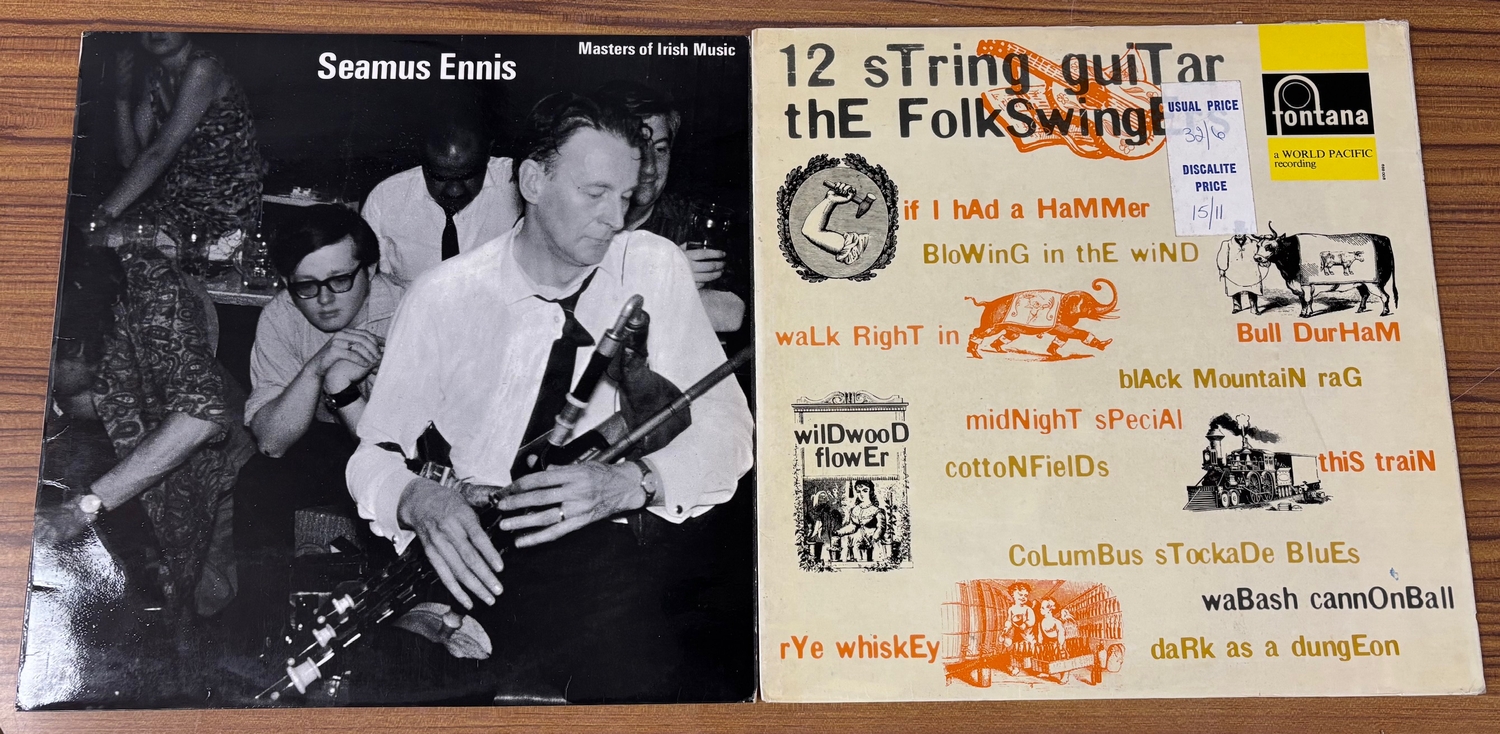 Masters of Irish Music
Seamus Ennis
12 sTring guiTar
thE FolkSwingErs
fontana
a WORLD PACIFIC
recording
USUAL PRICE
32/6
DISCALITE
PRICE
15/11
if I hAd a HaMMer
BloWinG in thE wiND
waLk RighT in
Bull DurHaM
blAck MountaiN raG
midNighT sPeciAl
wilDwooD
flowEr
cottoNFielDs
thiS traiN
CoLumBus sTockaDe BluEs
waBash cannOnBall
rYe whiskEy
daRk as a dungEon